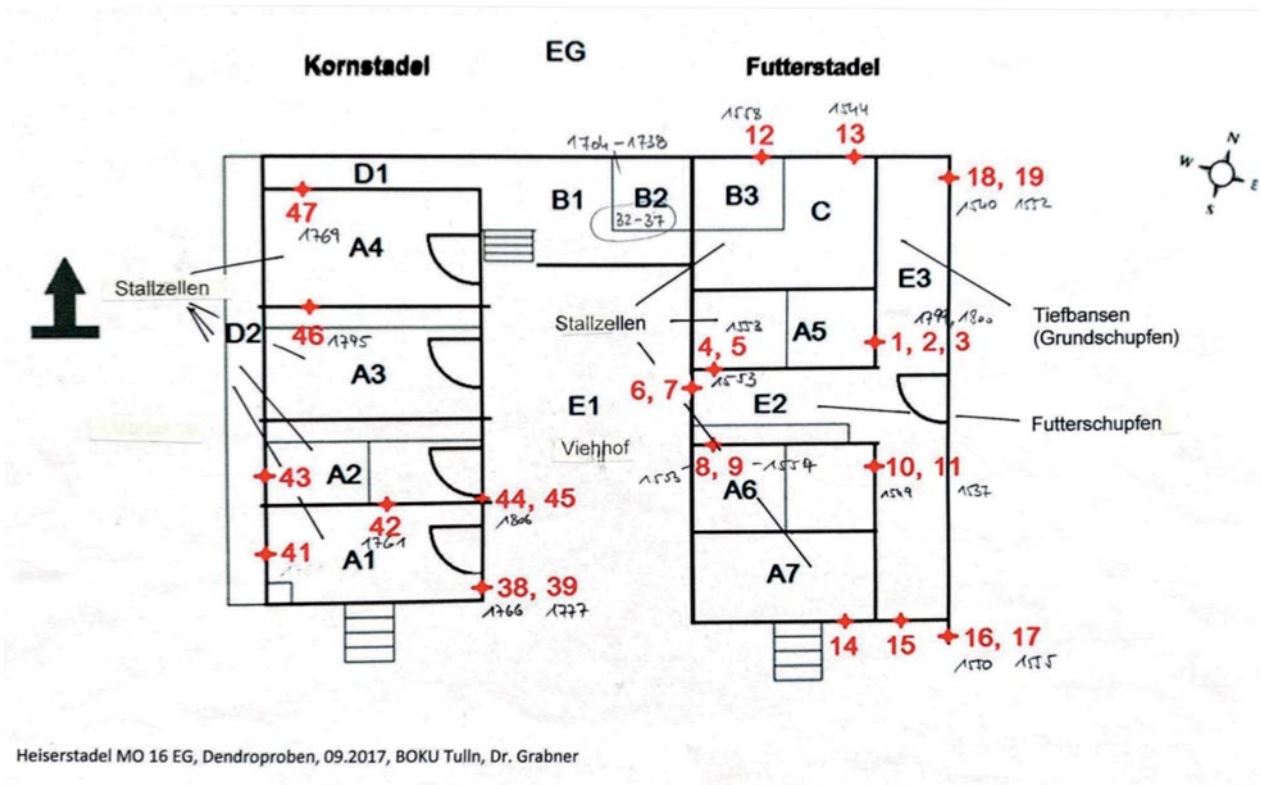 EG
Kornstadel
Futterstadel
1558
1544
12
13
1704-1738
N
W
E
S
D1
B1
B2
B3
C
18, 19
1540 1552
32-37
47
1769
A4
E3
Stallzellen
Stallzellen
Tiefbansen
(Grundschupfen)
1799, 1800
D2
46
1795
1553
A5
4, 5
1, 2, 3
1553
A3
6, 7
E1
E2
Futterschupfen
Viehhof
43
A2
8, 9
1553
-1554
10, 11
1549 1537
A6
44, 45
1806
42
1761
41
A1
A7
38, 39
1766 1777
14
15
16, 17
1550 1555
Heiserstadel MO 16 EG, Dendroproben, 09.2017, BOKU Tulln, Dr. Grabner